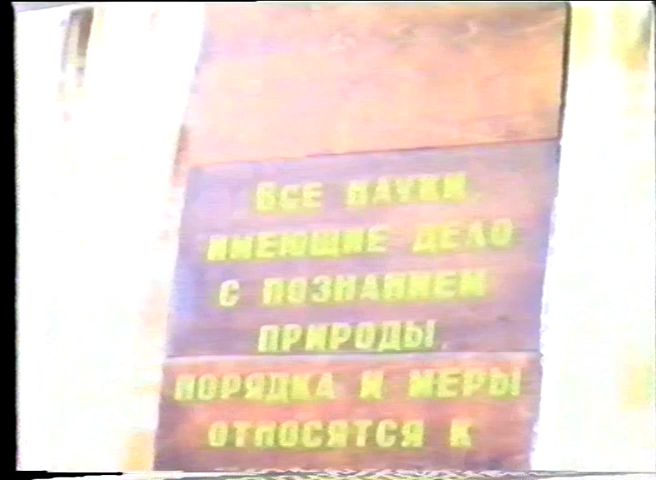 Все науки,
имеющие дело
с познанием
природы,
порядка и меры
относятся к